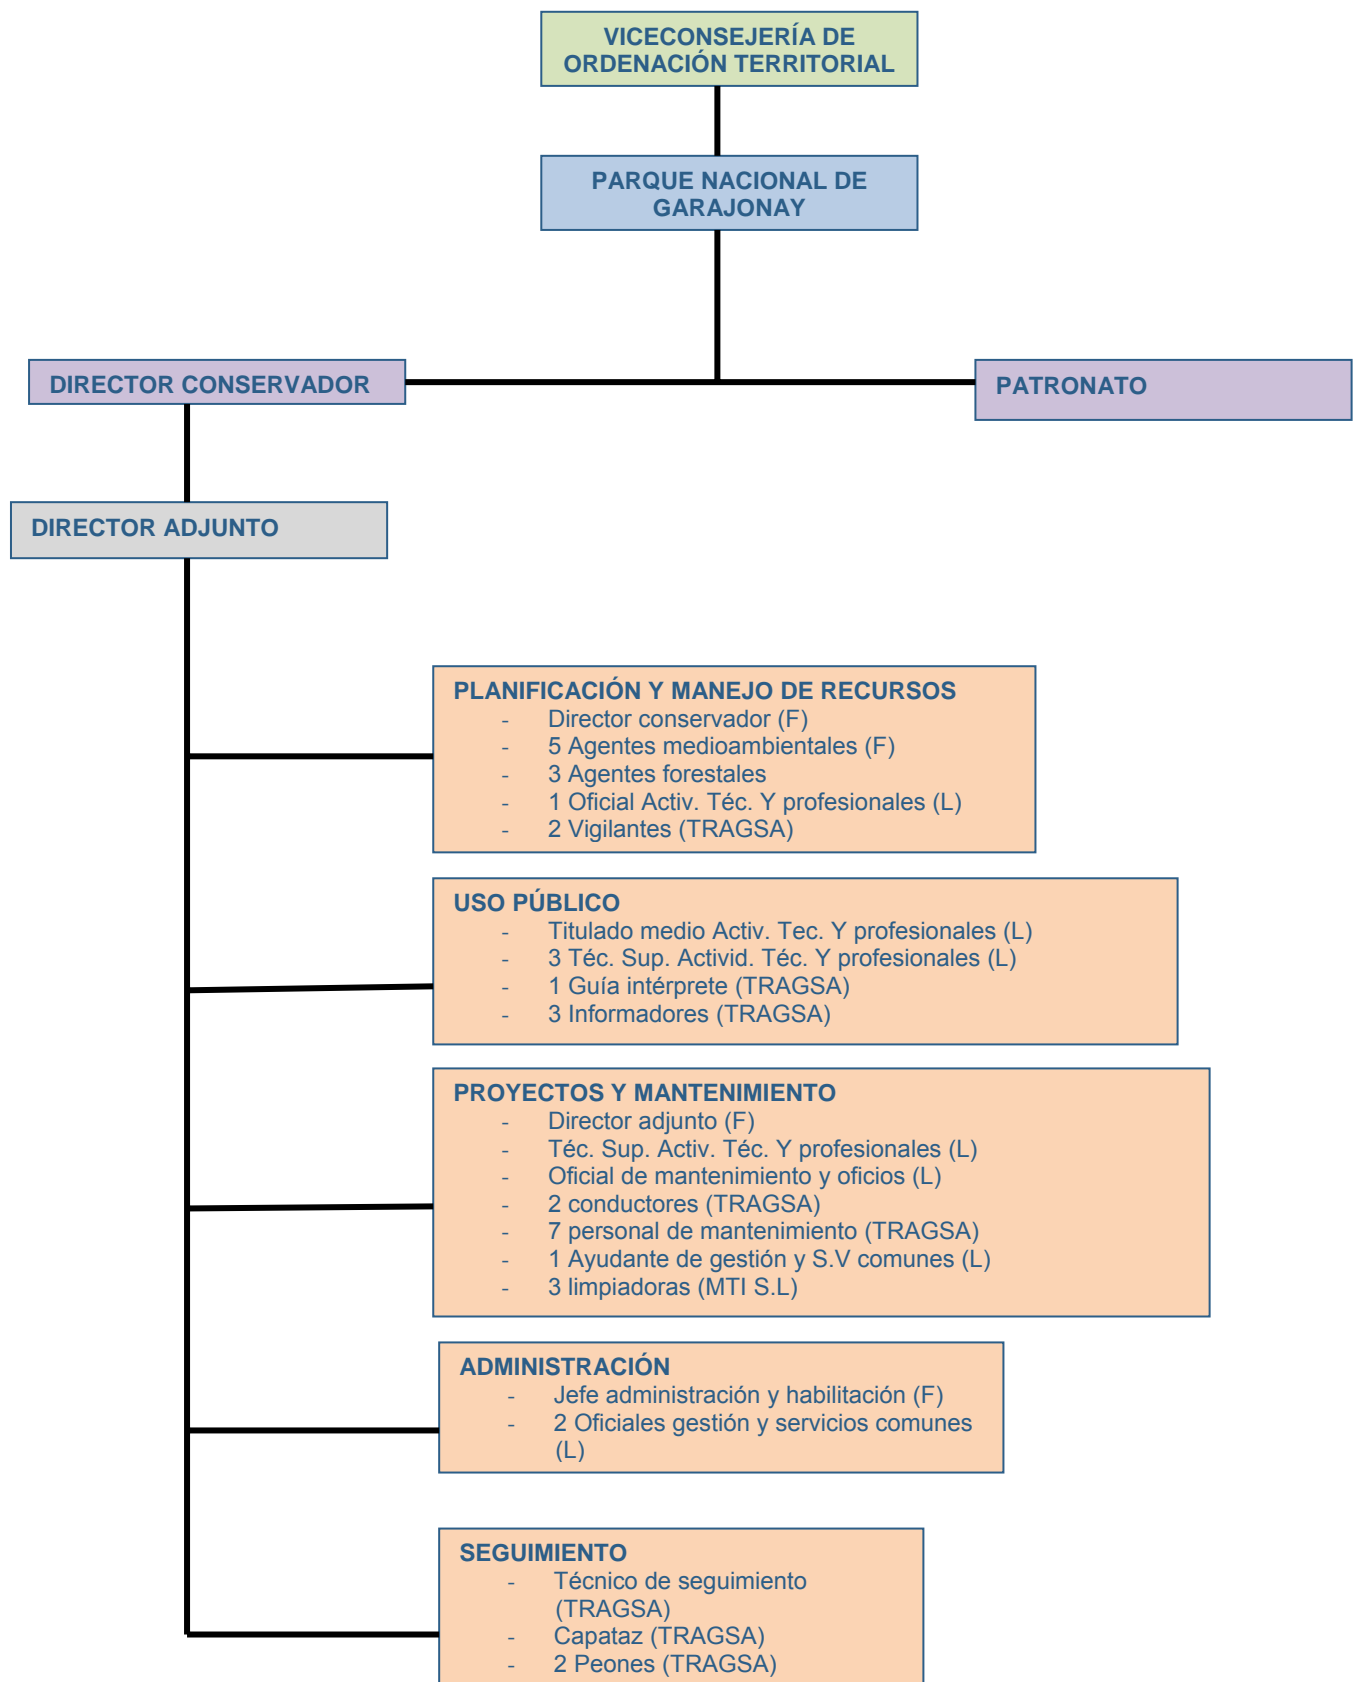 VICECONSEJERÍA DE
ORDENACIÓN TERRITORIAL
PARQUE NACIONAL DE
GARAJONAY
DIRECTOR CONSERVADOR
PATRONATO
DIRECTOR ADJUNTO
PLANIFICACIÓN Y MANEJO DE RECURSOS
- Director conservador (F)
- 5 Agentes medioambientales (F)
- 3 Agentes forestales
- 1 Oficial Activ. Téc. Y profesionales (L)
- 2 Vigilantes (TRAGSA)
USO PÚBLICO
- Titulado medio Activ. Tec. Y profesionales (L)
- 3 Téc. Sup. Activid. Téc. Y profesionales (L)
- 1 Guía intérprete (TRAGSA)
- 3 Informadores (TRAGSA)
PROYECTOS Y MANTENIMIENTO
- Director adjunto (F)
- Téc. Sup. Activ. Téc. Y profesionales (L)
- Oficial de mantenimiento y oficios (L)
- 2 conductores (TRAGSA)
- 7 personal de mantenimiento (TRAGSA)
- 1 Ayudante de gestión y S.V comunes (L)
- 3 limpiadoras (MTI S.L)
ADMINISTRACIÓN
- Jefe administración y habilitación (F)
- 2 Oficiales gestión y servicios comunes
(L)
SEGUIMIENTO
- Técnico de seguimiento
(TRAGSA)
- Capataz (TRAGSA)
- 2 Peones (TRAGSA)